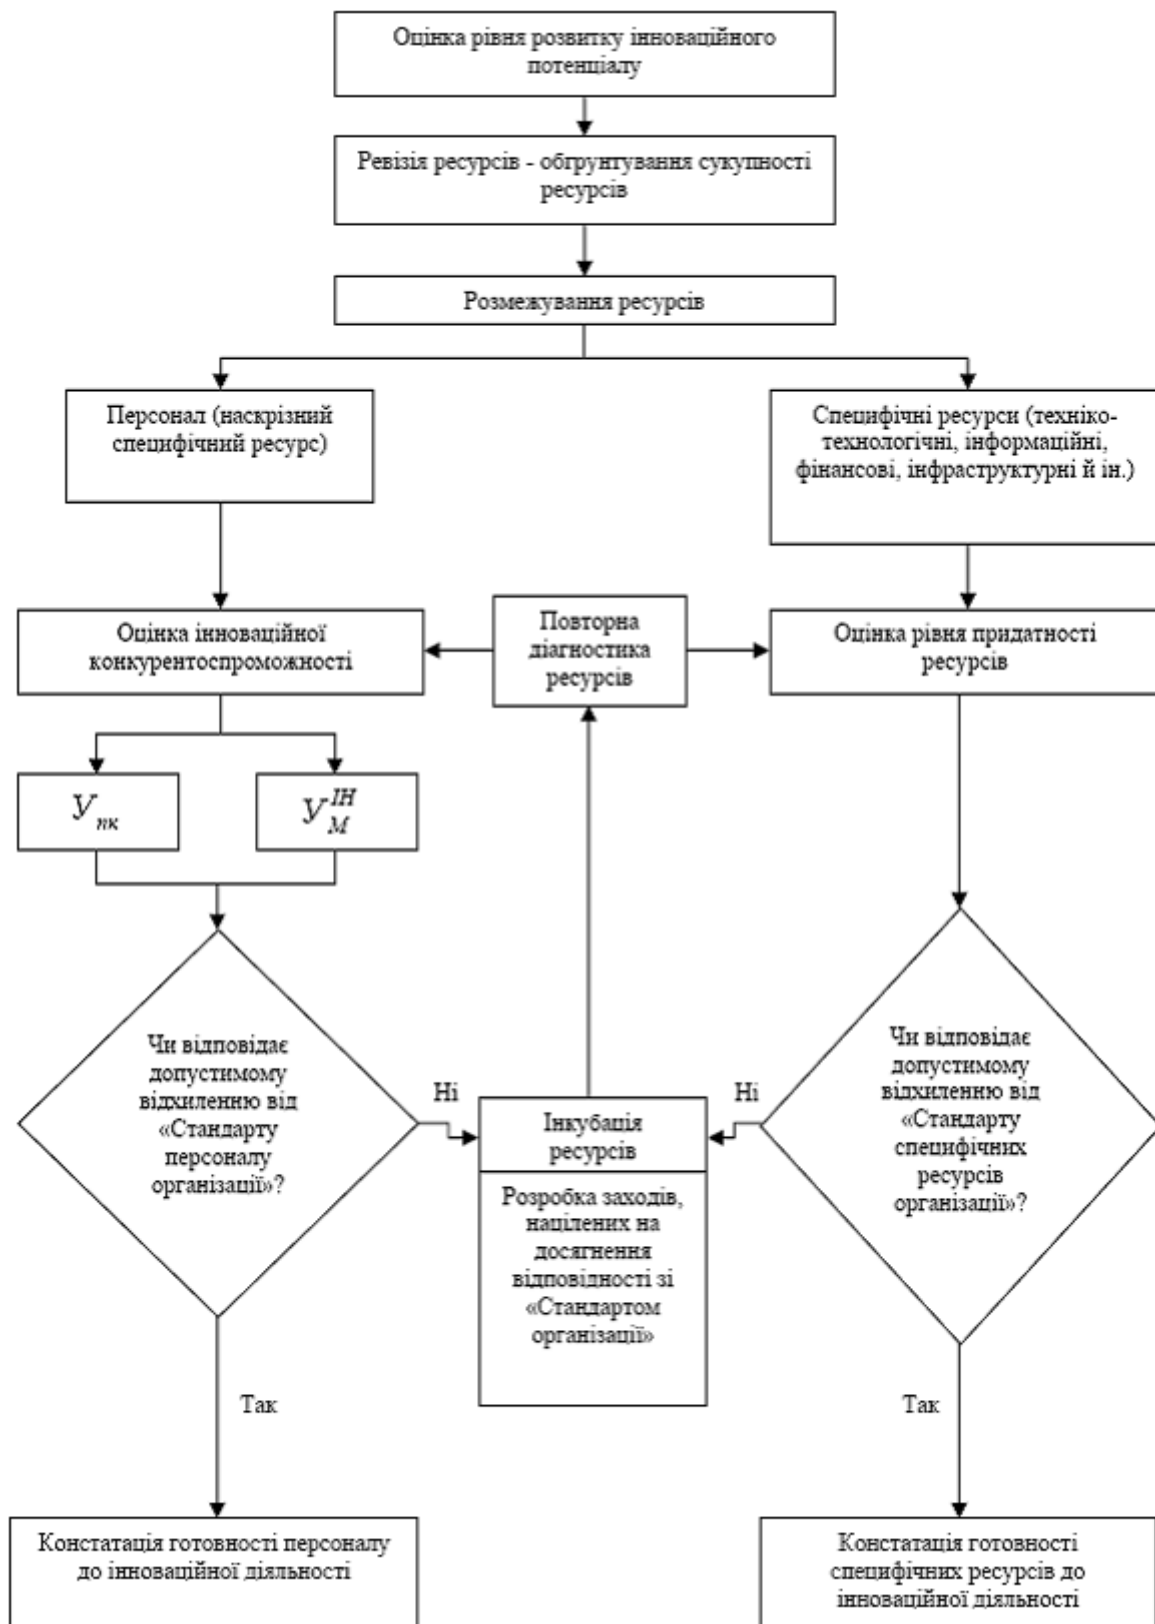 Оцінка рівня розвитку інноваційного
потенціалу
Ревізія ресурсів - обгрунтування сукупності
ресурсів
Розмежування ресурсів
Персонал (наскрізний
специфічний ресурс)
Специфічні ресурси (техніко-
технологічні, інформаційні,
фінансові, інфраструктурні й ін.)
Оцінка інноваційної
конкурентоспроможності
Повторна
діагностика
ресурсів
Оцінка рівня придатності
ресурсів
У_пк
У_М^ІН
Чи відповідає
допустимому
відхиленню від
«Стандарту
персоналу
організації»?
Ні
Інкубація
ресурсів
Розробка заходів,
націлених на
досягнення
відповідності зі
«Стандартом
організації»
Ні
Чи відповідає
допустимому
відхиленню від
«Стандарту
специфічних
ресурсів
організації»?
Так
Так
Констатація готовності персоналу
до інноваційної діяльності
Констатація готовності
специфічних ресурсів до
інноваційної діяльності